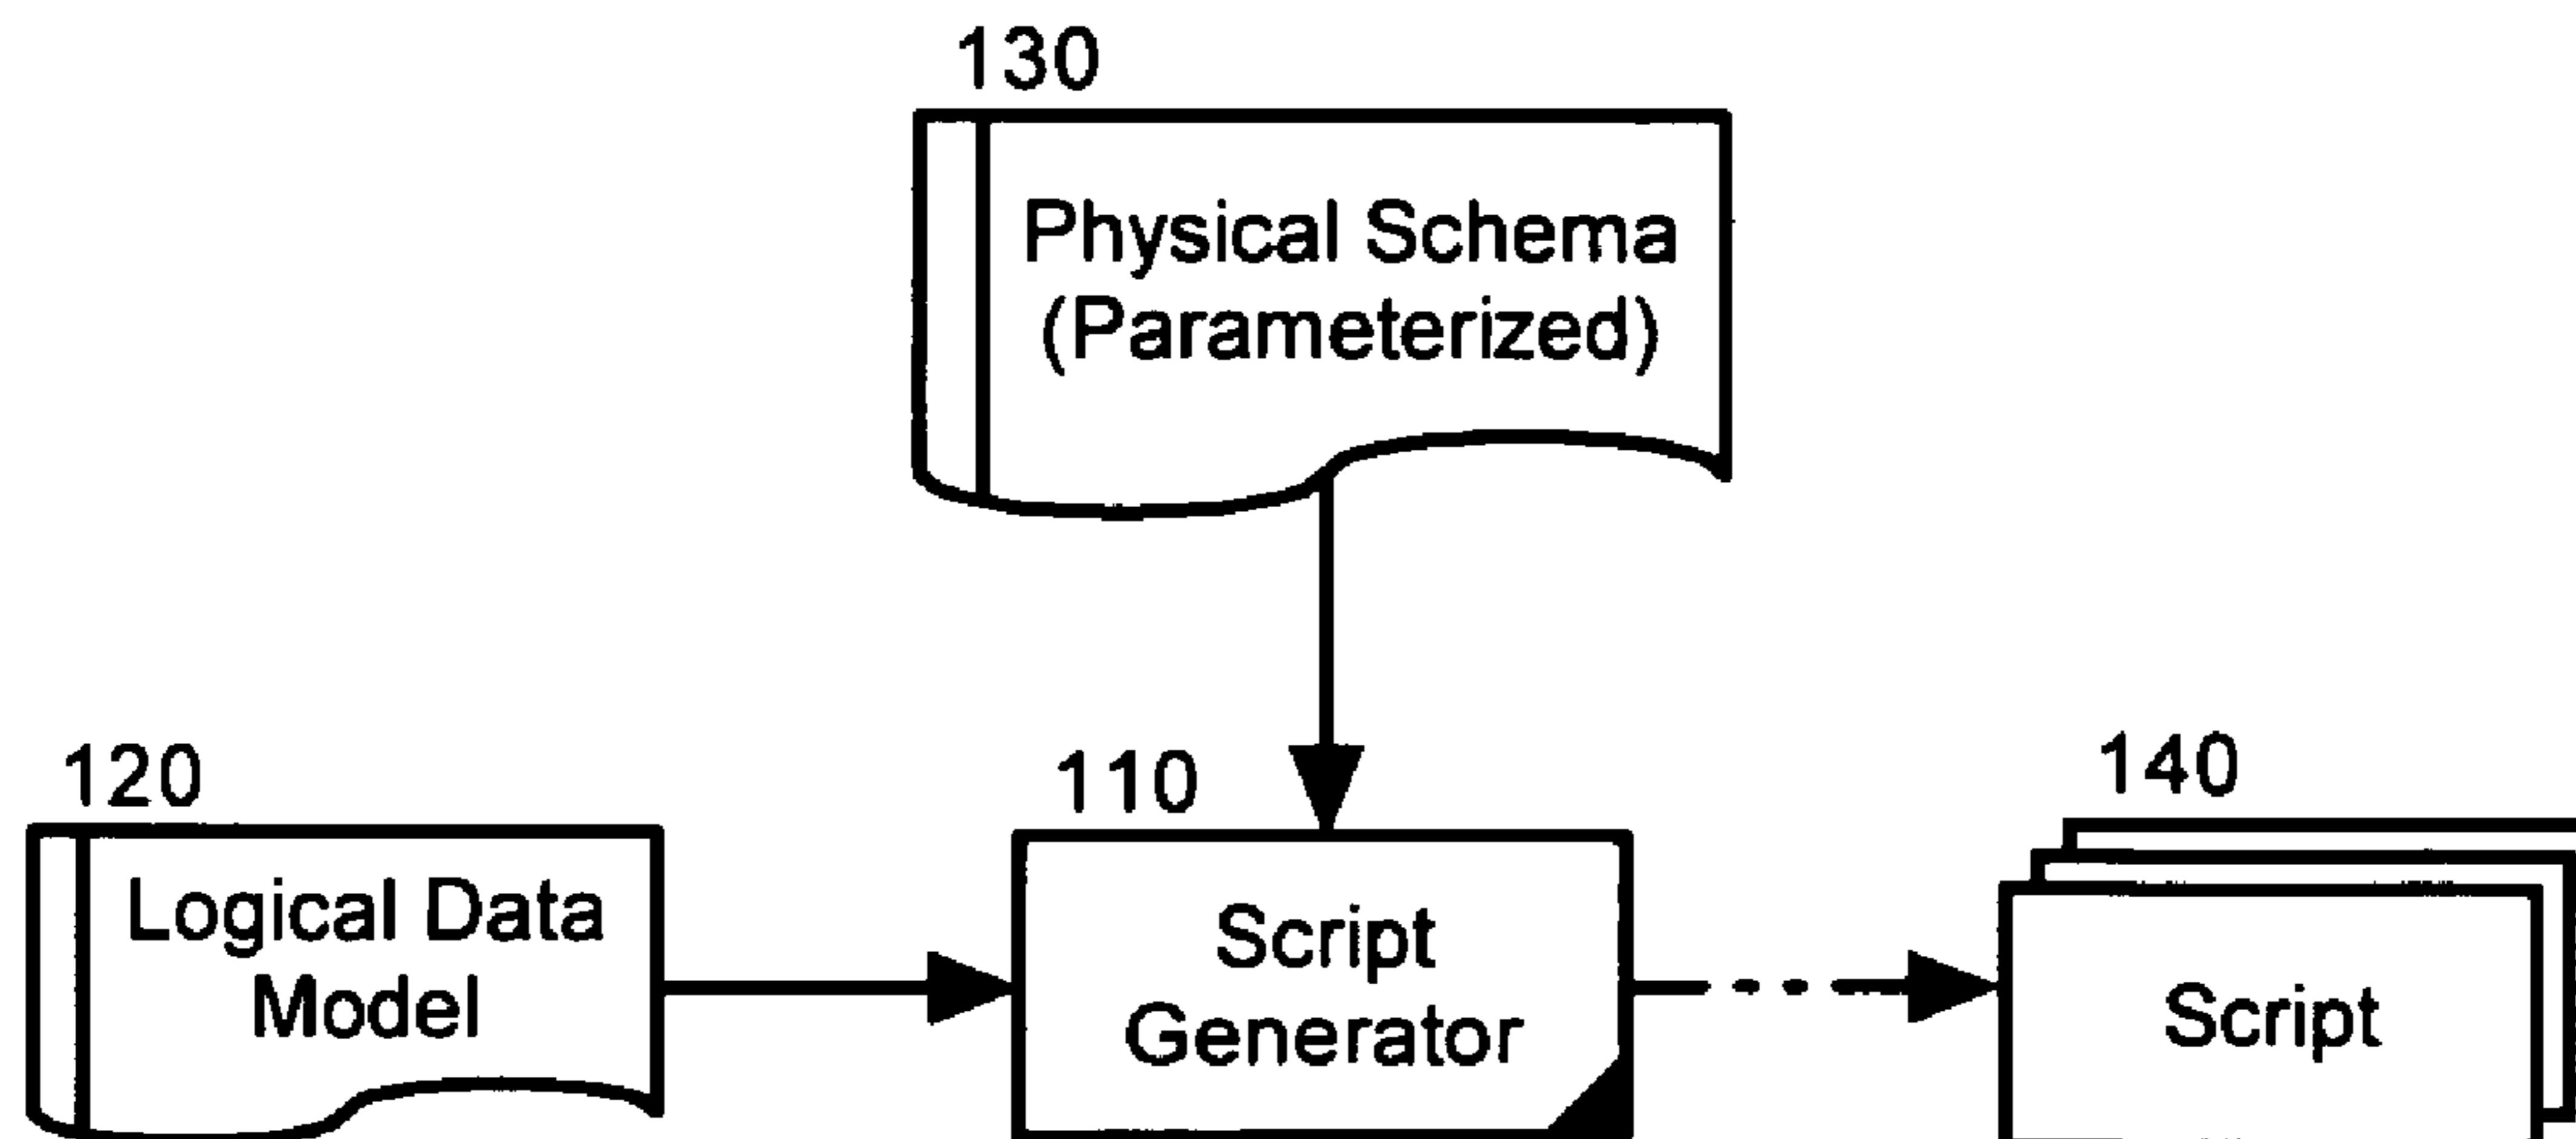 130
Physical Schema
(Parameterized)
120
Logical Data
Model
110
Script
Generator
140
Script